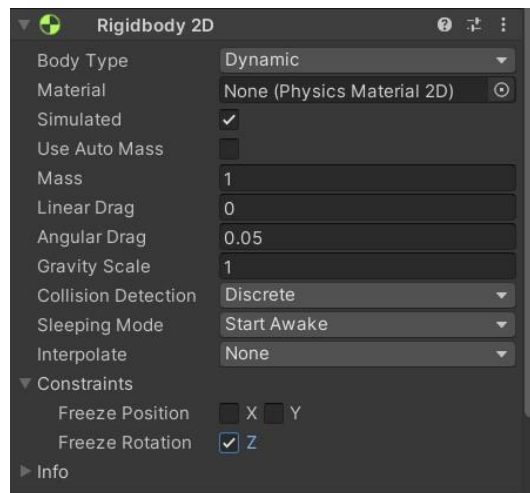 Rigidbody 2D
Body Type Dynamic
Material None (Physics Material 2D)
Simulated
Use Auto Mass
Mass 1
Linear Drag 0
Angular Drag 0.05
Gravity Scale 1
Collision Detection Discrete
Sleeping Mode Start Awake
Interpolate None
Constraints
Freeze Position X Y
Freeze Rotation Z
Info